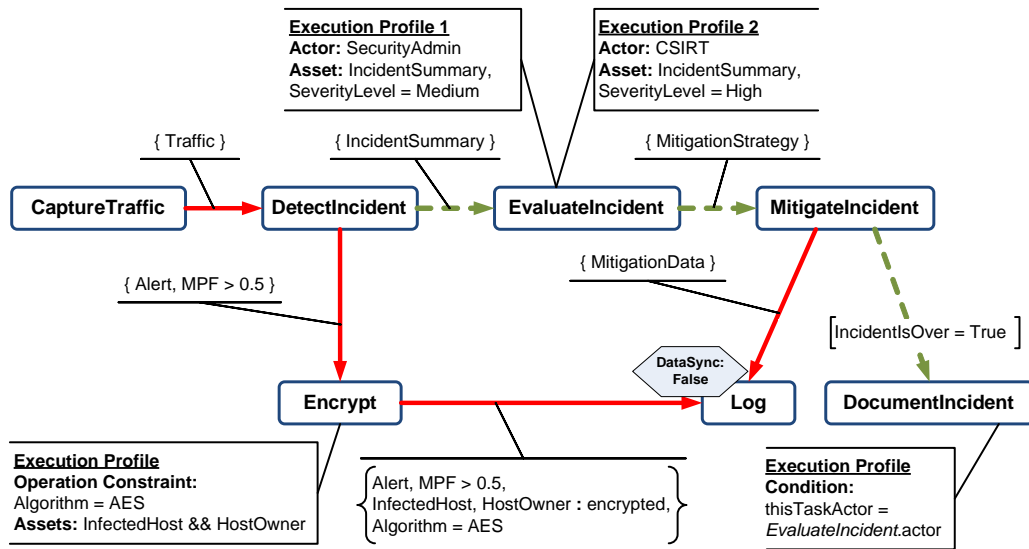 Execution Profile 1
Actor: SecurityAdmin
Asset: IncidentSummary,
SeverityLevel = Medium
Execution Profile 2
Actor: CSIRT
Asset: IncidentSummary,
SeverityLevel = High
{ Traffic }
{ IncidentSummary }
{ MitigationStrategy }
CaptureTraffic
DetectIncident
EvaluateIncident
MitigateIncident
{ Alert, MPF > 0.5 }
{ MitigationData }
[IncidentIsOver = True ]
DataSync:
False
Encrypt
Log
DocumentIncident
Execution Profile
Operation Constraint:
Algorithm = AES
Assets: InfectedHost && HostOwner
{ Alert, MPF > 0.5,
InfectedHost, HostOwner : encrypted,
Algorithm = AES }
Execution Profile
Condition:
thisTaskActor =
EvaluateIncident.actor